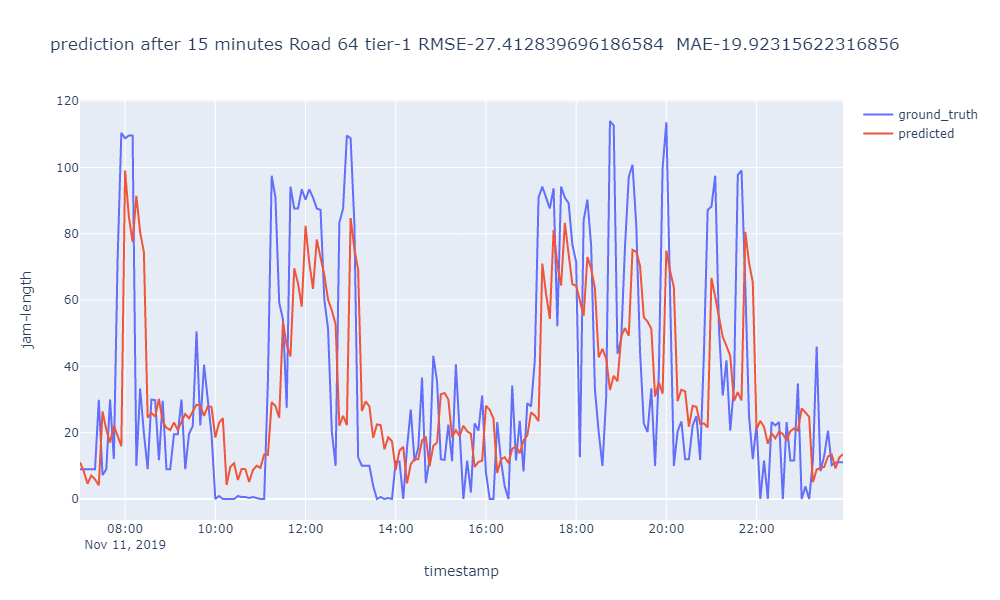 prediction after 15 minutes Road 64 tier-1 RMSE-27.412839696186584  MAE-19.92315622316856
ground_truth
predicted
jam-length
120
100
80
60
40
20
0
08:00 10:00 12:00 14:00 16:00 18:00 20:00 22:00
Nov 11, 2019
timestamp